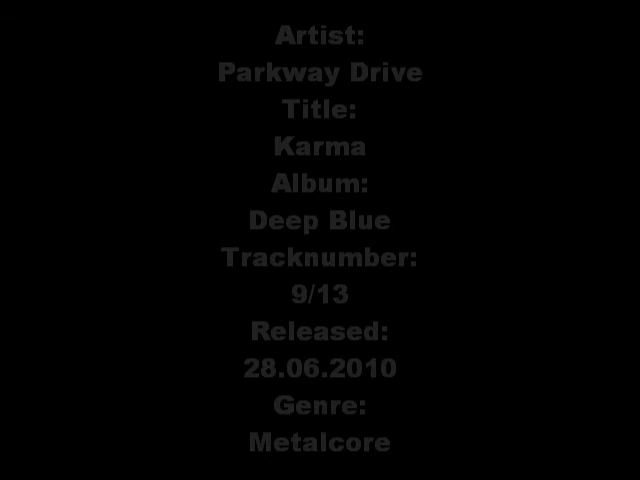 Artist:
Parkway Drive
Title:
Karma
Album:
Deep Blue
Tracknumber:
9/13
Released:
28.06.2010
Genre:
Metalcore